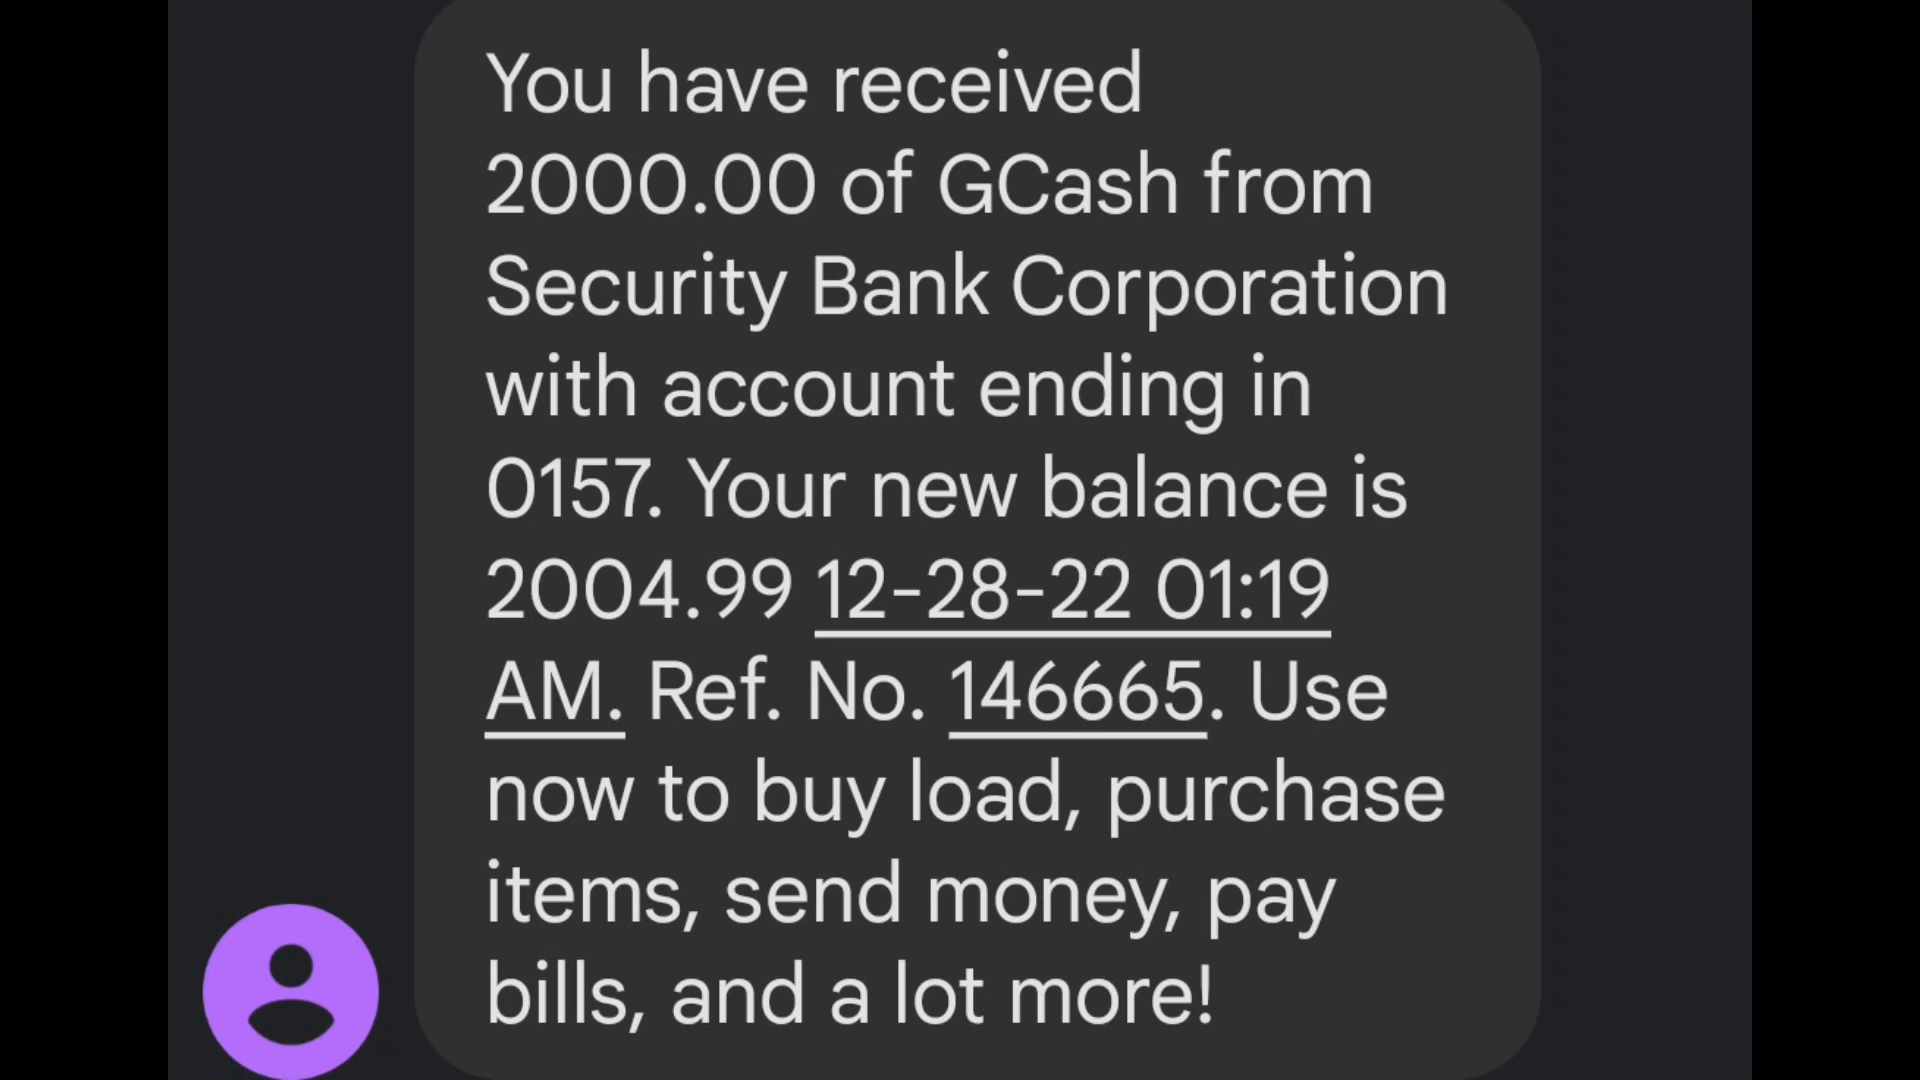 You have received
2000.00 of GCash from
Security Bank Corporation
with account ending in
0157. Your new balance is
2004.99 12-28-22 01:19
AM. Ref. No. 146665. Use
now to buy load, purchase
items, send money, pay
bills, and a lot more!